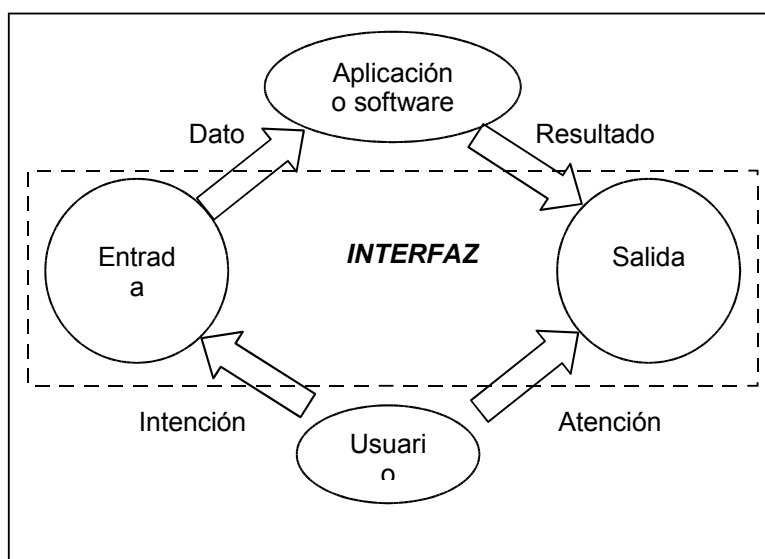 Aplicación
o software
Dato
Resultado
Entrad
a
INTERFAZ
Salida
Intención
Atención
Usuari
o